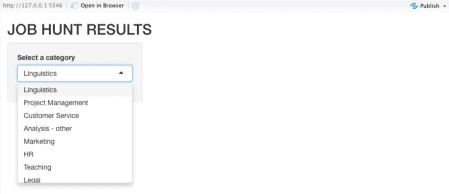 http://127.0.0.1:5546 Open in Browser Publish
JOB HUNT RESULTS
Select a category
Linguistics
Linguistics
Project Management
Customer Service
Analysis - other
Marketing
HR
Teaching
Legal